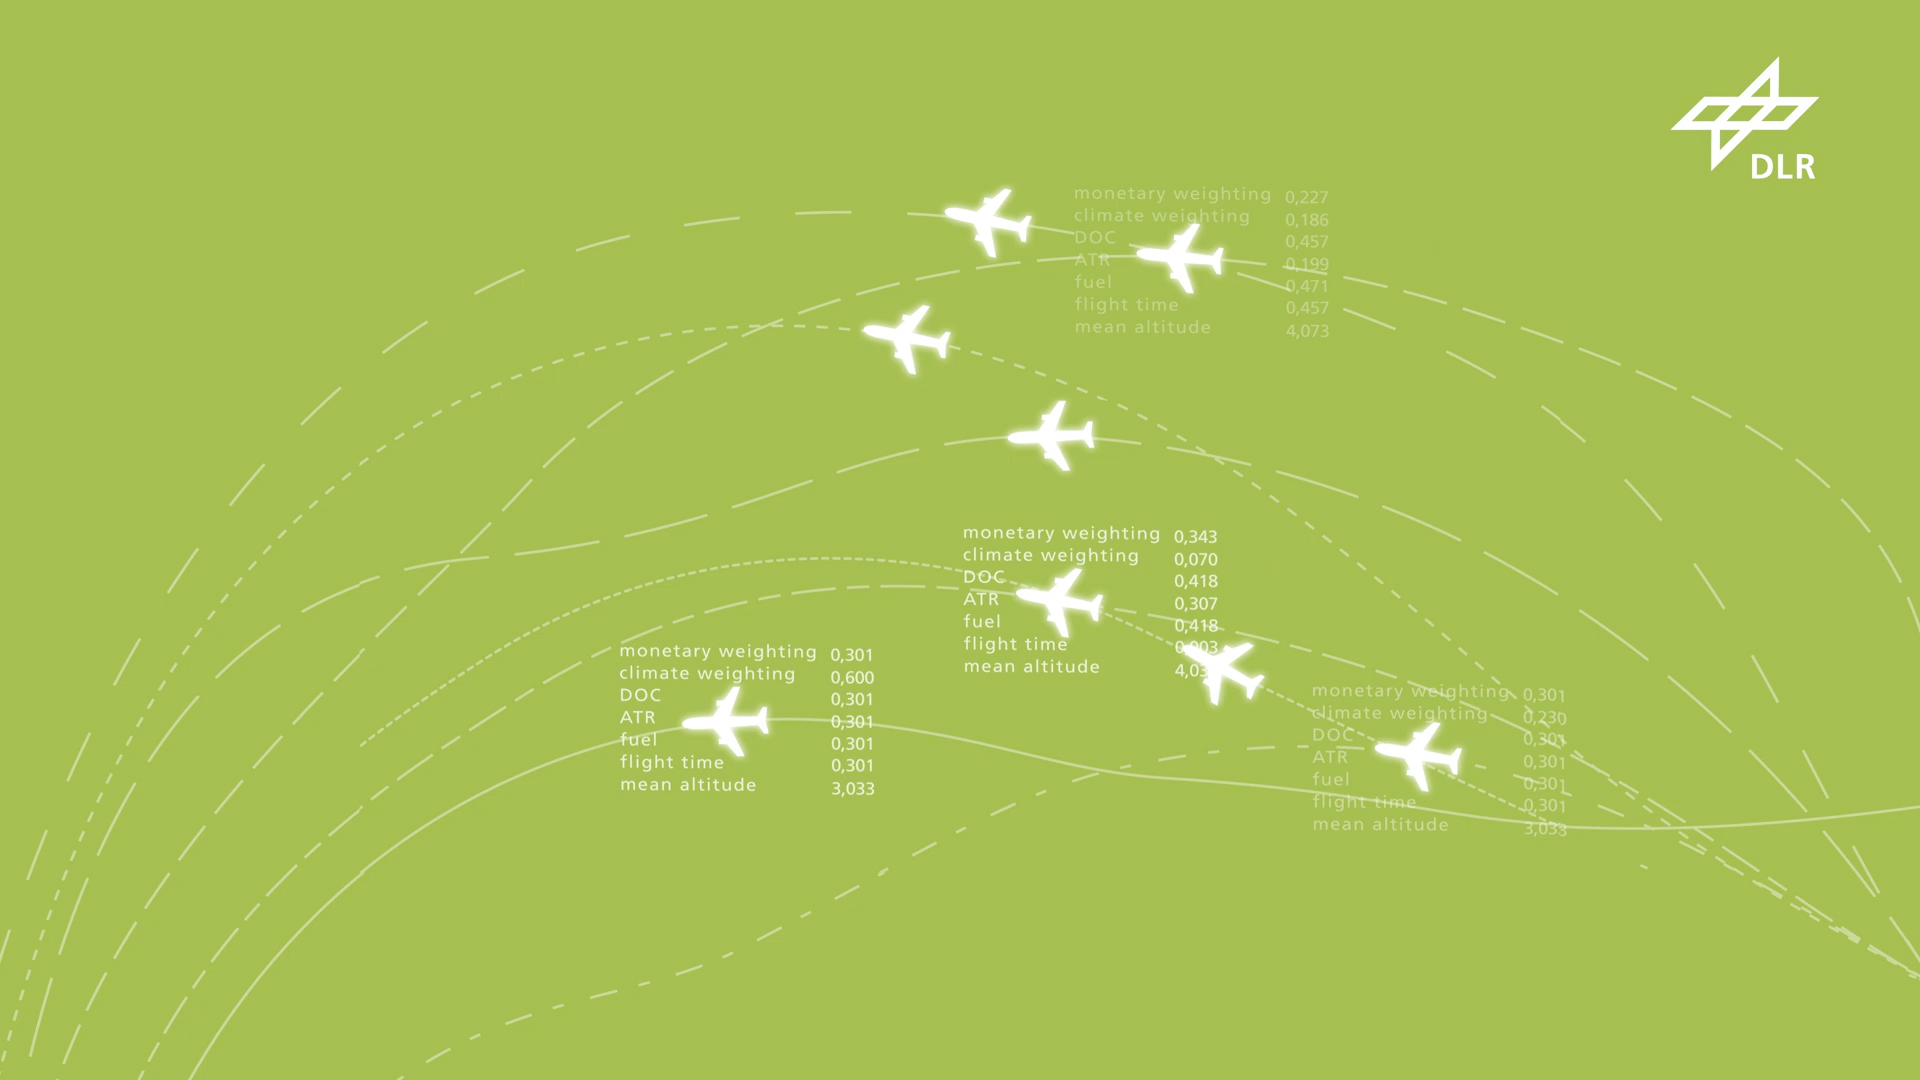 DLR
monetary weighting 0,227
climate weighting 0,186
DOC 0,457
ATR 0,199
fuel 0,471
flight time 0,457
mean altitude 4,073
monetary weighting 0,343
climate weighting 0,070
DOC 0,418
ATR 0,307
fuel 0,418
flight time
mean altitude
monetary weighting 0,301
climate weighting 0,600
DOC 0,301
ATR 0,301
fuel 0,301
flight time 0,301
mean altitude 3,033
monetary weighting 0,301
climate weighting 0,230
DOC 0,301
ATR 0,301
fuel 0,301
flight time 0,301
mean altitude 3,033